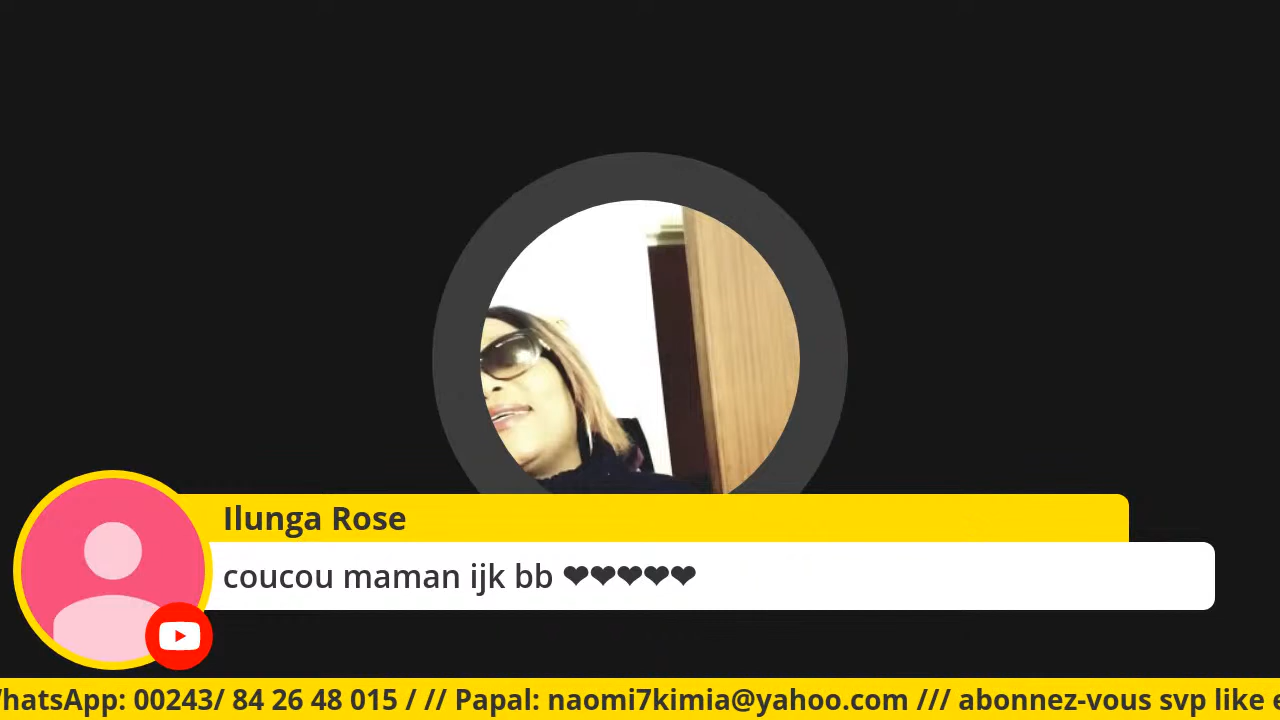 Ilunga Rose
coucou maman ijk bb ❤❤❤❤❤
WhatsApp: 00243/ 84 26 48 015 / // Papal: naomi7kimia@yahoo.com /// abonnez-vous svp like e